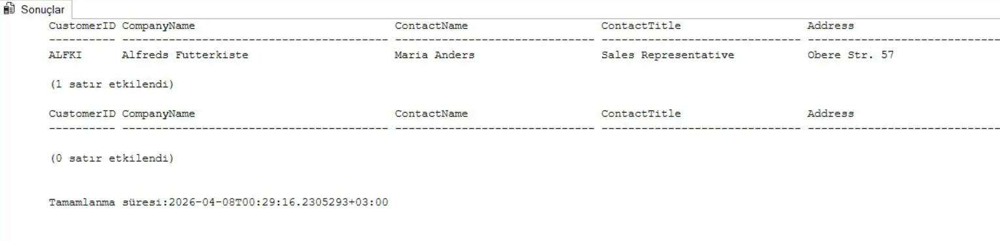 Sonuçlar
CustomerID CompanyName ContactName ContactTitle Address
---------- ---------------------------------------- ------------------------------ ------------------------------ -----------------------------
ALFKI Alfreds Futterkiste Maria Anders Sales Representative Obere Str. 57
(1 satır etkilendi)
CustomerID CompanyName ContactName ContactTitle Address
---------- ---------------------------------------- ------------------------------ ------------------------------ -----------------------------
(0 satır etkilendi)
Tamamlanma süresi:2026-04-08T00:29:16.2305293+03:00